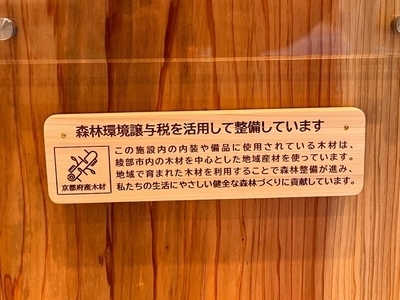 森林環境譲与税を活用して整備しています
この施設内の内装や備品に使用されている木材は、
綾部市内の木材を中心とした地域産材を使っています。
地域で育まれた木材を利用することで森林整備が進み、
私たちの生活にやさしい健全な森林づくりに貢献しています。
京都府産木材